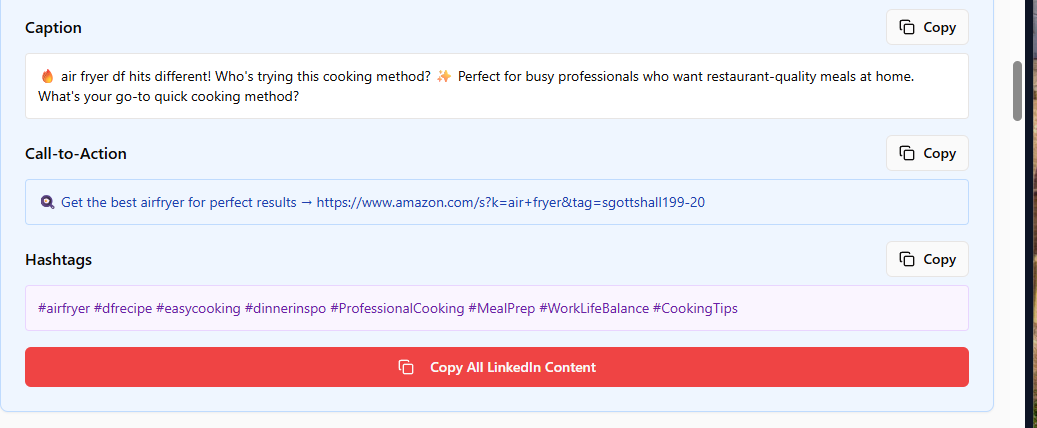 Caption
Copy
🔥 air fryer df hits different! Who's trying this cooking method? ✨ Perfect for busy professionals who want restaurant-quality meals at home.
What's your go-to quick cooking method?
Call-to-Action
Copy
🍳 Get the best airfryer for perfect results → https://www.amazon.com/s?k=air+fryer&tag=sgottshall199-20
Hashtags
Copy
#airfryer #dfrecipe #easycooking #dinnerinspo #ProfessionalCooking #MealPrep #WorkLifeBalance #CookingTips
Copy All LinkedIn Content